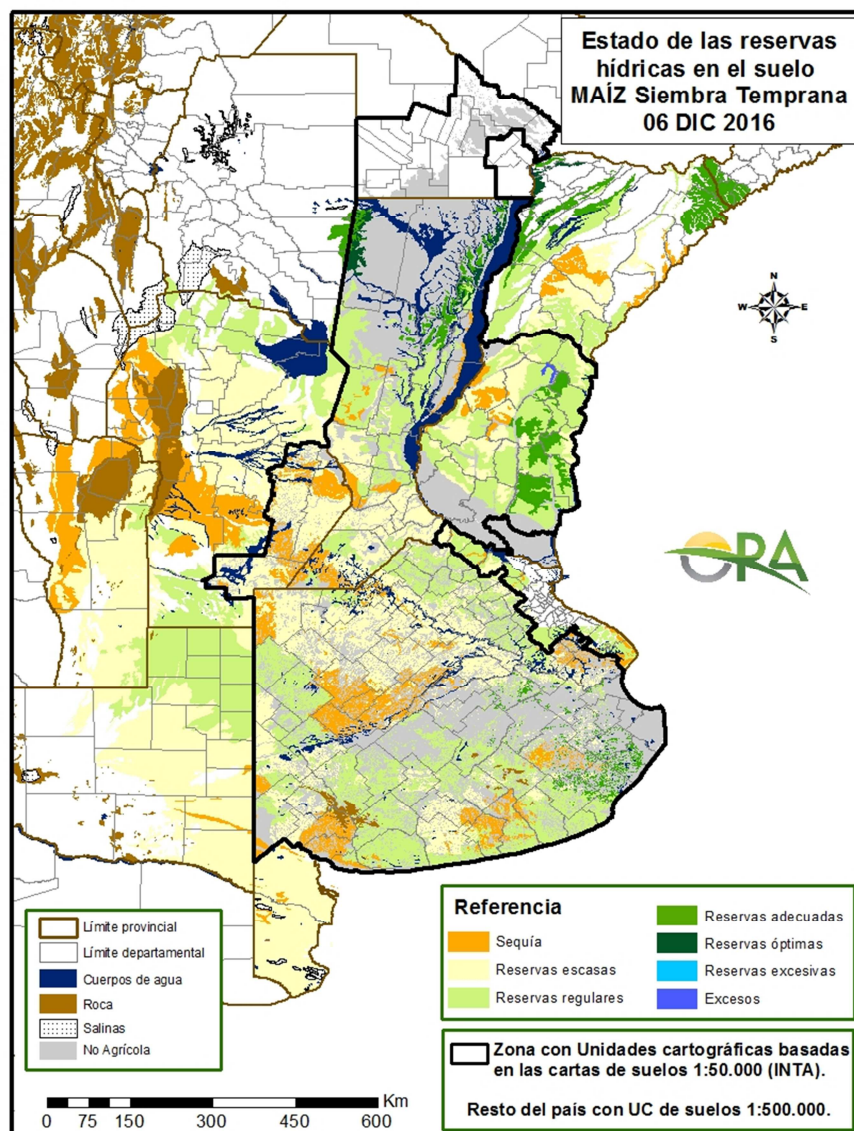 Estado de las reservas
hídricas en el suelo
MAÍZ Siembra Temprana
06 DIC 2016
N
W E
S
OPA
Referencia
Sequía
Reservas escasas
Reservas regulares
Reservas adecuadas
Reservas óptimas
Reservas excesivas
Excesos
Límite provincial
Límite departamental
Cuerpos de agua
Roca
Salinas
No Agrícola
Zona con Unidades cartográficas basadas
en las cartas de suelos 1:50.000 (INTA).
Resto del país con UC de suelos 1:500.000.
Km
0 75 150 300 450 600